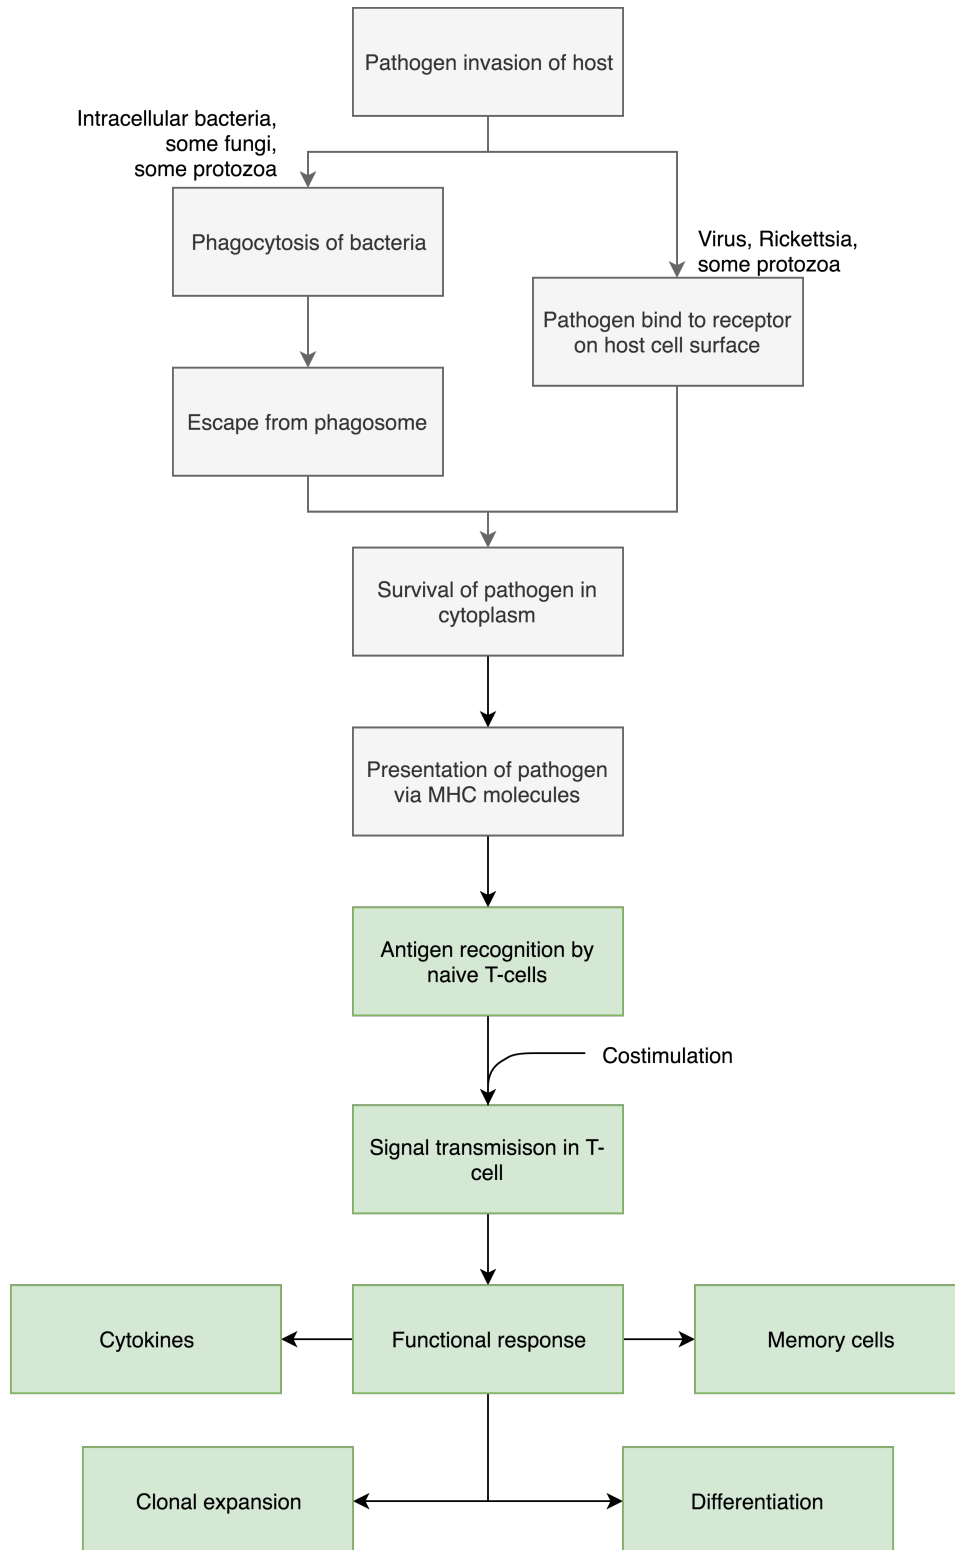 Pathogen invasion of host
Intracellular bacteria,
some fungi,
some protozoa
Phagocytosis of bacteria
Virus, Rickettsia,
some protozoa
Pathogen bind to receptor
on host cell surface
Escape from phagosome
Survival of pathogen in
cytoplasm
Presentation of pathogen
via MHC molecules
Antigen recognition by
naive T-cells
Costimulation
Signal transmisison in T-
cell
Cytokines
Functional response
Memory cells
Clonal expansion
Differentiation